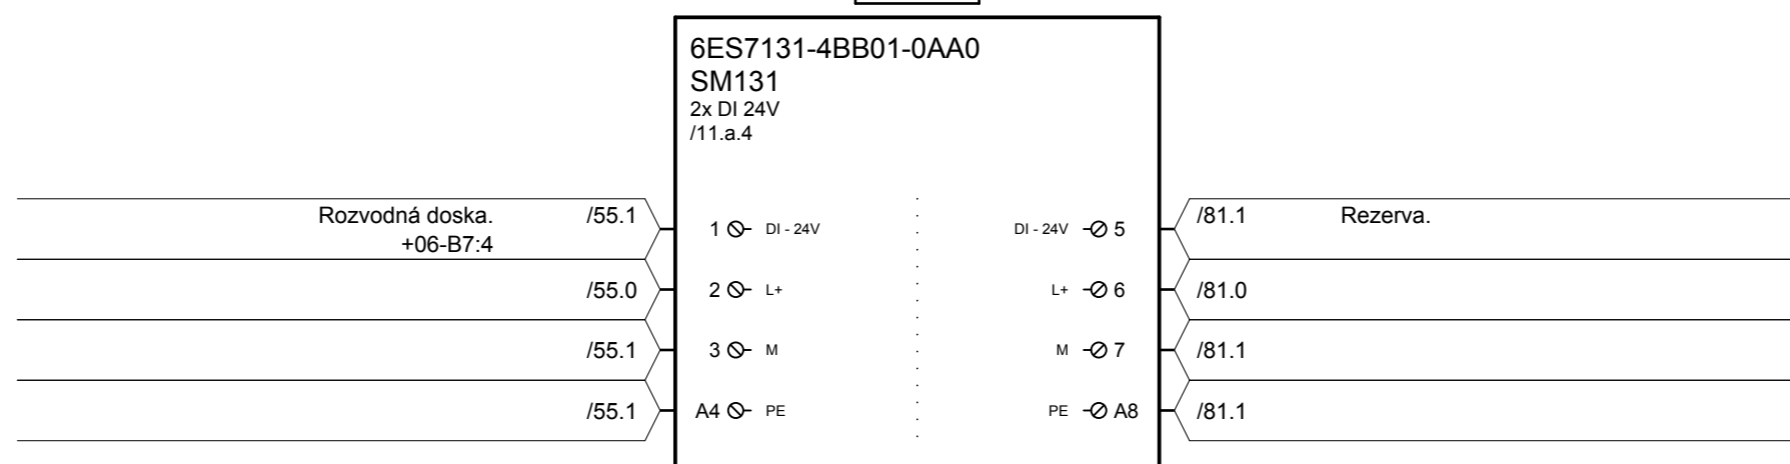 6ES7131-4BB01-0AA0
SM131
2x DI 24V
/11.a.4
Rozvodná doska. /55.1 1 DI - 24V DI - 24V 5 /81.1 Rezerva.
+06-B7:4
/55.0 2 L+ L+ 6 /81.0
/55.1 3 M M 7 /81.1
/55.1 A4 PE PE A8 /81.1